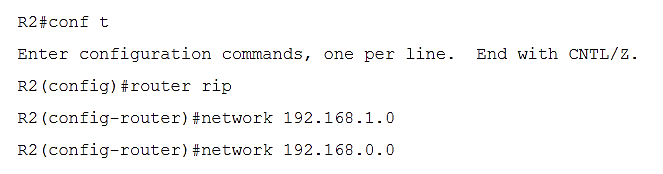 R2#conf t
Enter configuration commands, one per line.  End with CNTL/Z.
R2(config)#router rip
R2(config-router)#network 192.168.1.0
R2(config-router)#network 192.168.0.0